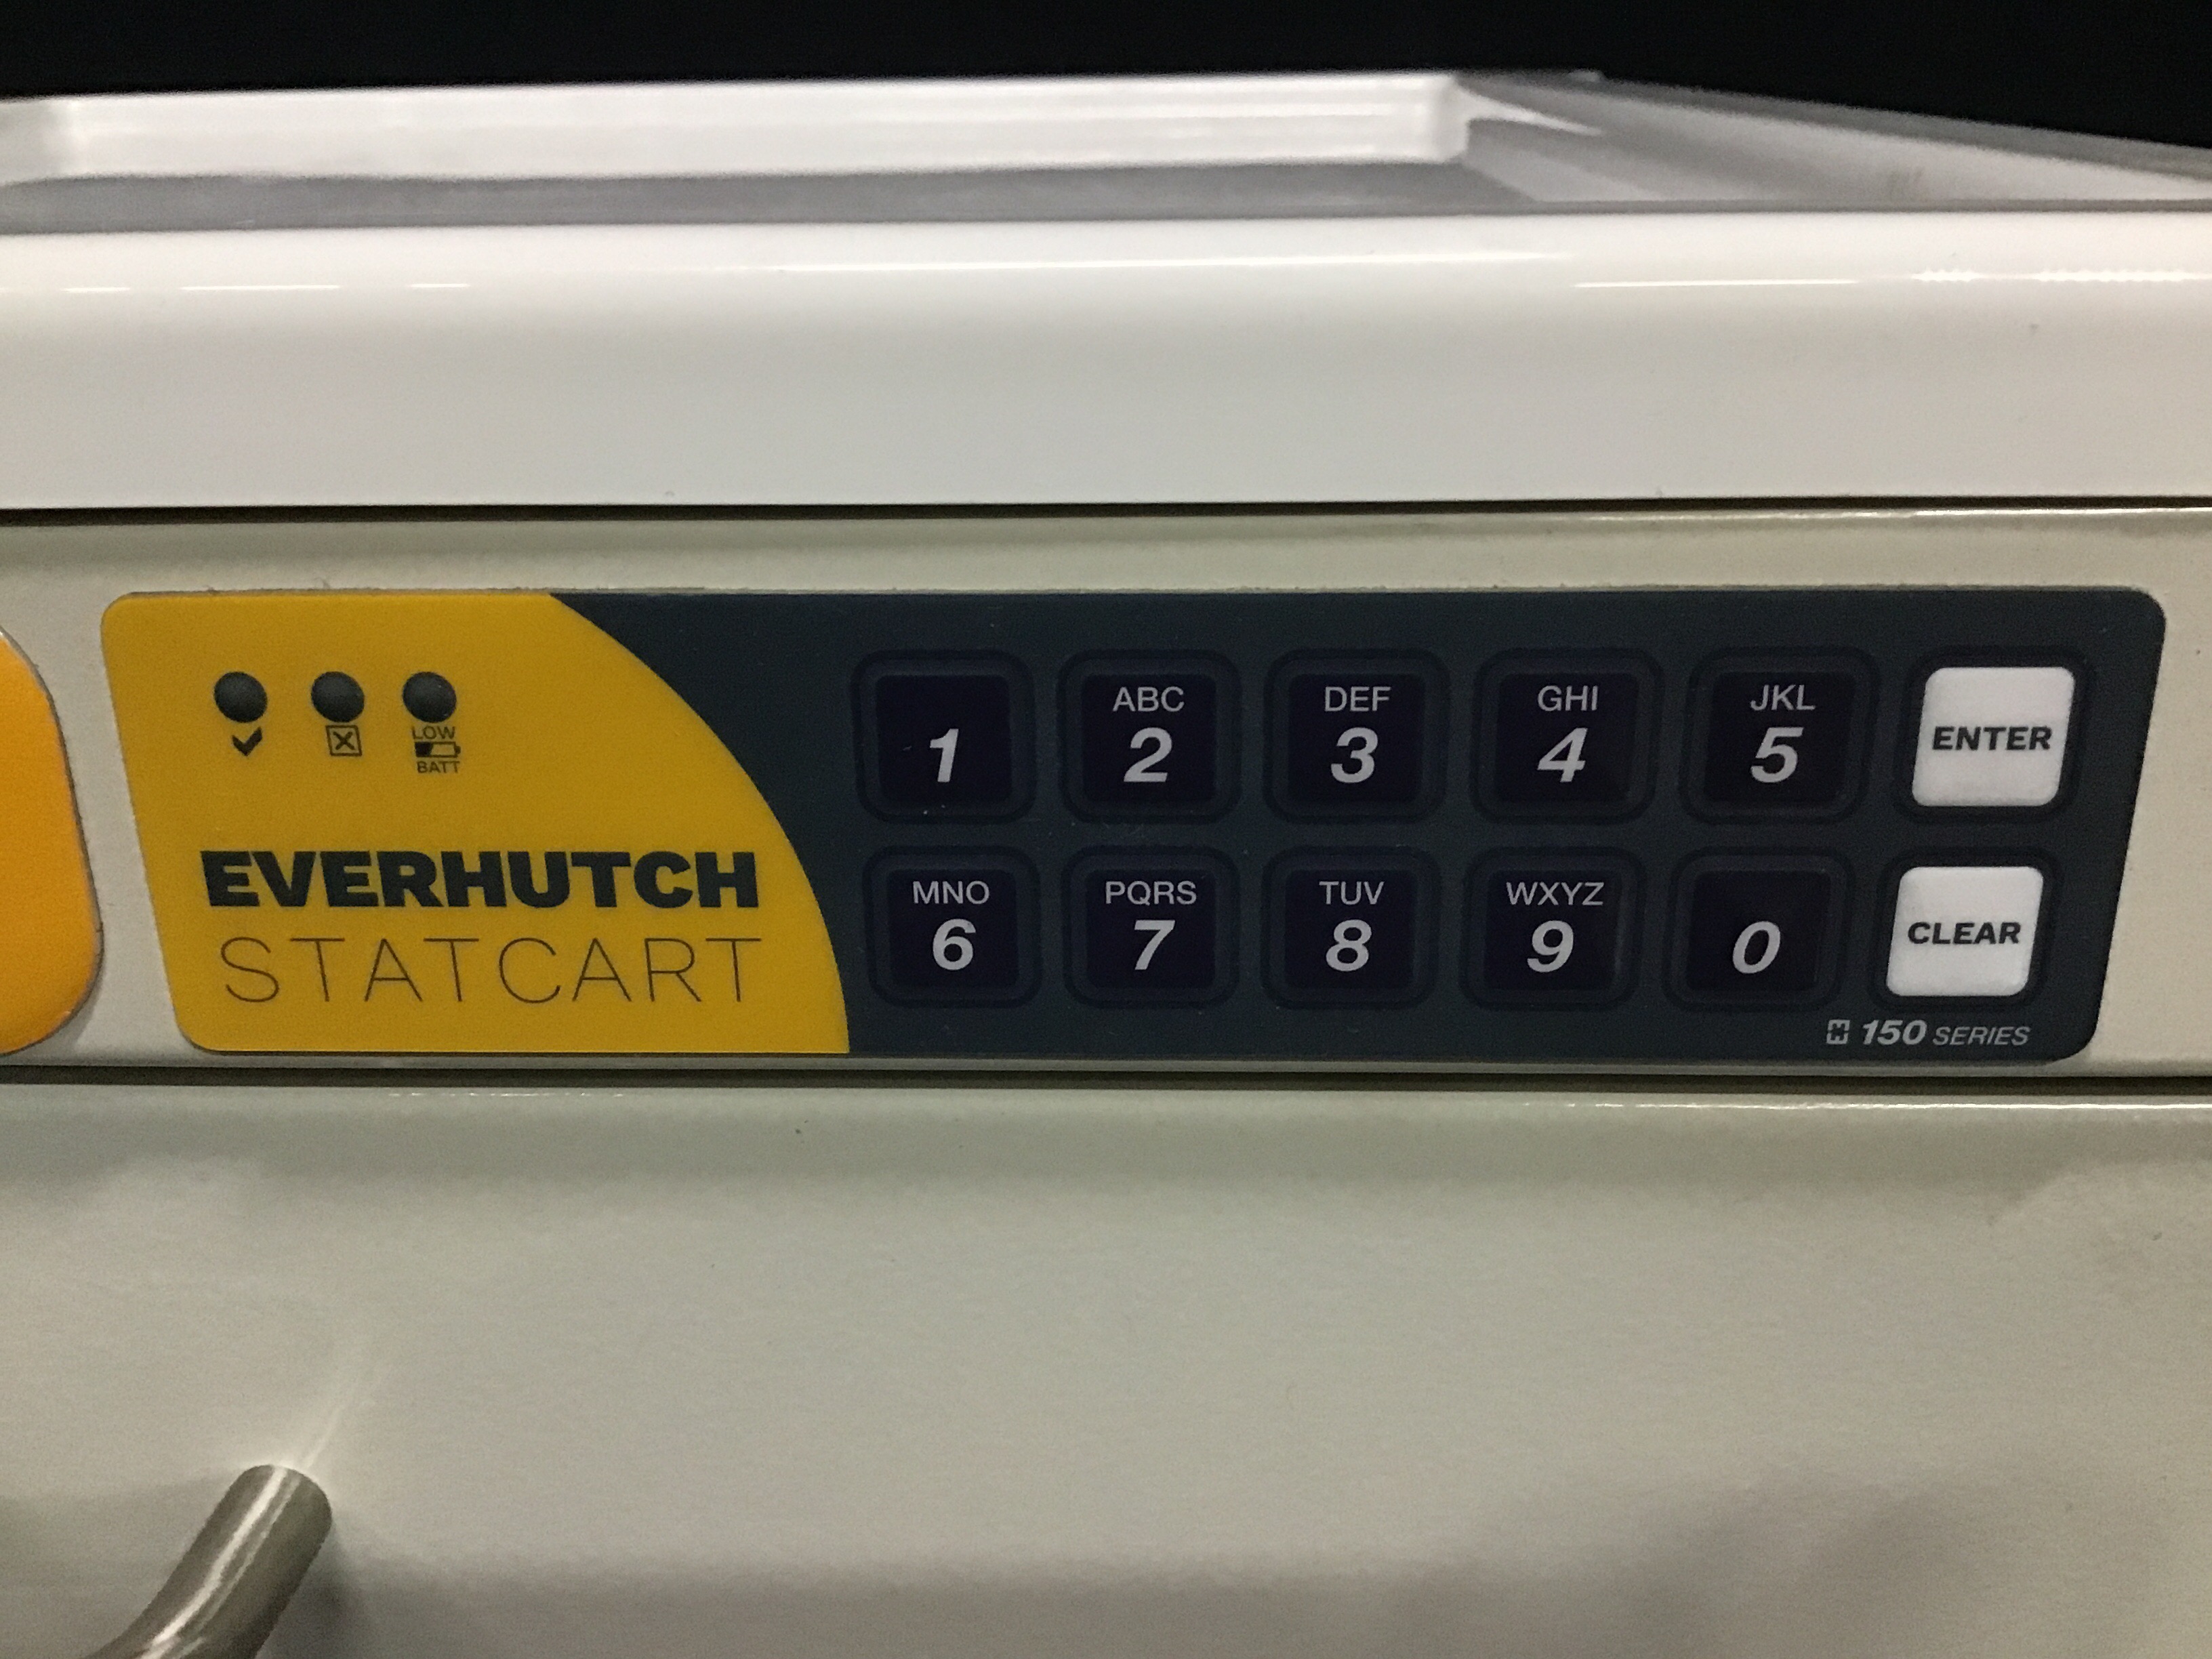 LOW
BATT
EVERHUTCH
STATCART
1
ABC
2
DEF
3
GHI
4
JKL
5
ENTER
MNO
6
PQRS
7
TUV
8
WXYZ
9
0
CLEAR
150 SERIES